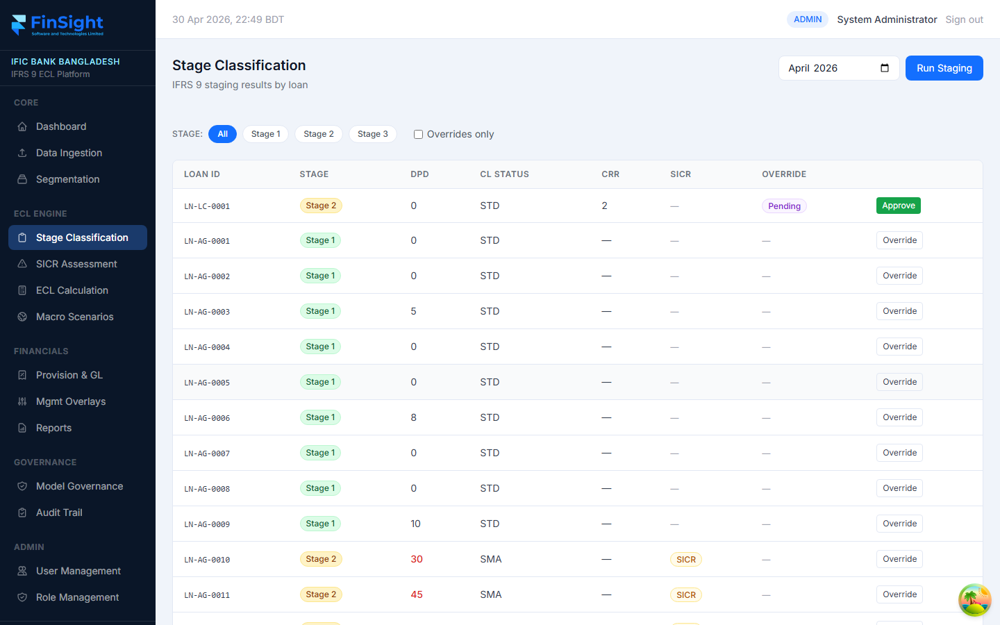 FinSight
Software and Technologies Limited
IFIC BANK BANGLADESH
IFRS 9 ECL Platform
CORE
Dashboard
Data Ingestion
Segmentation
ECL ENGINE
Stage Classification
SICR Assessment
ECL Calculation
Macro Scenarios
FINANCIALS
Provision & GL
Mgmt Overlays
Reports
GOVERNANCE
Model Governance
Audit Trail
ADMIN
User Management
Role Management
30 Apr 2026, 22:49 BDT
ADMIN System Administrator Sign out
Stage Classification
IFRS 9 staging results by loan
April 2026
Run Staging
STAGE: All Stage 1 Stage 2 Stage 3 Overrides only
LOAN ID STAGE DPD CL STATUS CRR SICR OVERRIDE
LN-LC-0001 Stage 2 0 STD 2 — Pending Approve
LN-AG-0001 Stage 1 0 STD — — — Override
LN-AG-0002 Stage 1 0 STD — — — Override
LN-AG-0003 Stage 1 5 STD — — — Override
LN-AG-0004 Stage 1 0 STD — — — Override
LN-AG-0005 Stage 1 0 STD — — — Override
LN-AG-0006 Stage 1 8 STD — — — Override
LN-AG-0007 Stage 1 0 STD — — — Override
LN-AG-0008 Stage 1 0 STD — — — Override
LN-AG-0009 Stage 1 10 STD — — — Override
LN-AG-0010 Stage 2 30 SMA — SICR — Override
LN-AG-0011 Stage 2 45 SMA — SICR — Override